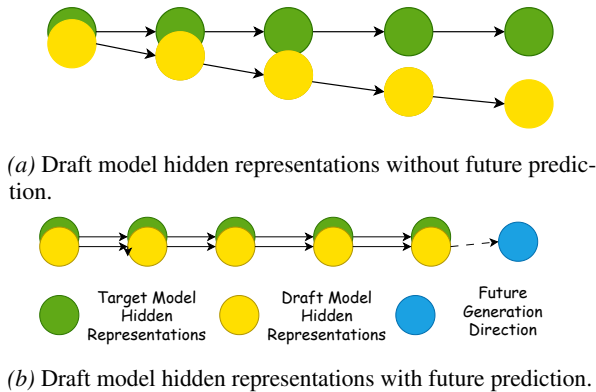 (a) Draft model hidden representations without future predic-
tion.
Target Model
Hidden
Representations
Draft Model
Hidden
Representations
Future
Generation
Direction
(b) Draft model hidden representations with future prediction.